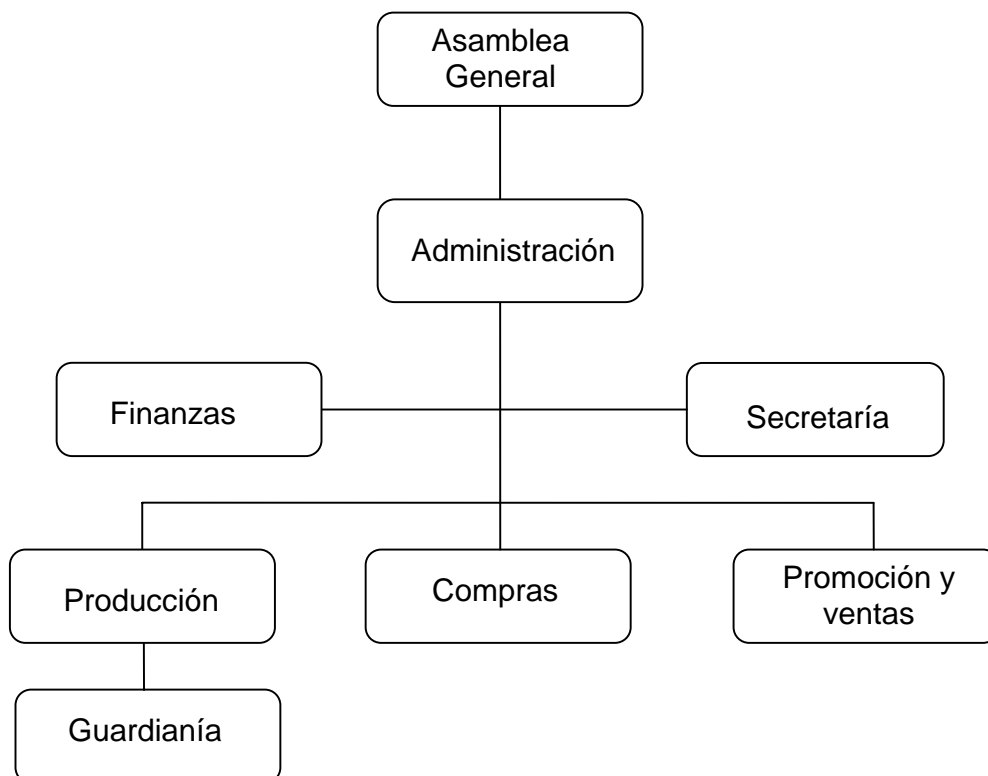 Asamblea
General
Administración
Finanzas
Secretaría
Producción
Compras
Promoción y
ventas
Guardianía